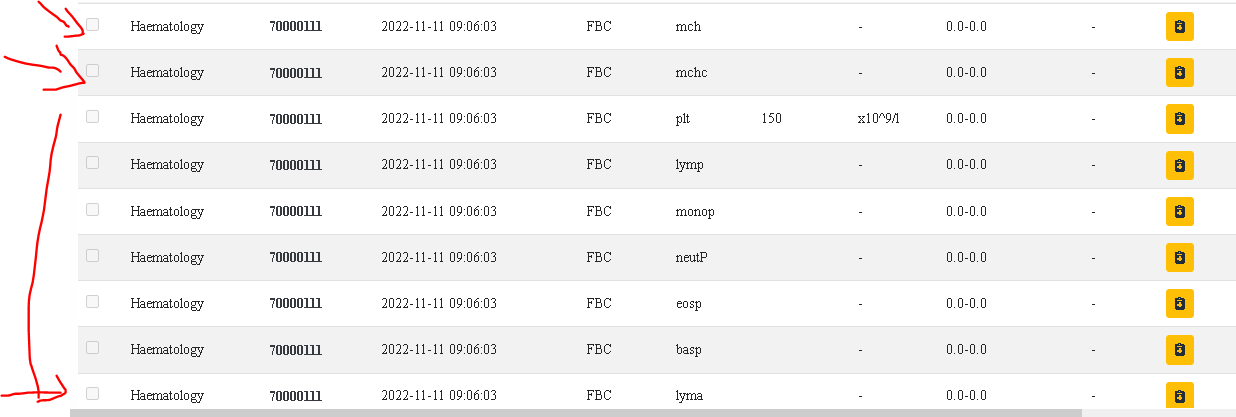 Haematology 70000111 2022-11-11 09:06:03 FBC mch - 0.0-0.0 -
Haematology 70000111 2022-11-11 09:06:03 FBC mchc - 0.0-0.0 -
Haematology 70000111 2022-11-11 09:06:03 FBC plt 150 x10^9/l 0.0-0.0 -
Haematology 70000111 2022-11-11 09:06:03 FBC lymp - 0.0-0.0 -
Haematology 70000111 2022-11-11 09:06:03 FBC monop - 0.0-0.0 -
Haematology 70000111 2022-11-11 09:06:03 FBC neutP - 0.0-0.0 -
Haematology 70000111 2022-11-11 09:06:03 FBC eosp - 0.0-0.0 -
Haematology 70000111 2022-11-11 09:06:03 FBC basp - 0.0-0.0 -
Haematology 70000111 2022-11-11 09:06:03 FBC lyma - 0.0-0.0 -